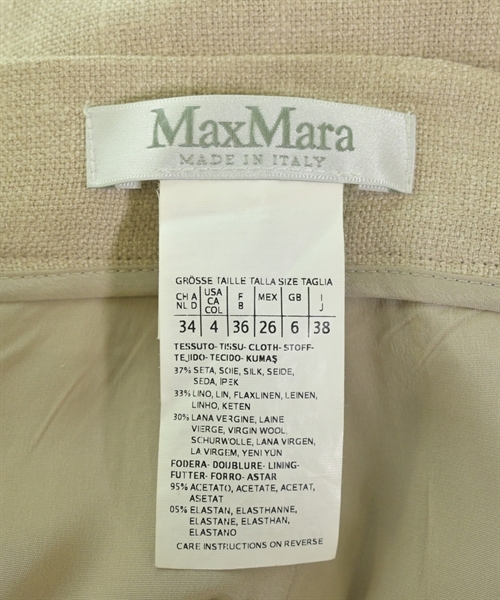 MaxMara
MADE IN ITALY
GRÖSSE TAILLE TALLA SIZE TAGLIA
CH A NL D USA CA COL F B MEX GB I J
34 4 36 26 6 38
TESSUTO- TISSU- CLOTH- STOFF-
TEJIDO- TECIDO- KUMAŞ
37% SETA, SOIE, SILK, SEIDE,
SEDA, İPEK
33% LINO, LIN, FLAXLINEN, LEINEN,
LINHO, KETEN
30% LANA VERGINE, LAINE
VIERGE, VIRGIN WOOL,
SCHURWOLLE, LANA VIRGEN,
LA VIRGEM, YENI YÜN
FODERA- DOUBLURE- LINING-
FUTTER- FORRO- ASTAR
95% ACETATO, ACETATE, ACETAT,
ASETAT
05% ELASTAN, ELASTHANNE,
ELASTANE, ELASTHAN,
ELASTANO
CARE INSTRUCTIONS ON REVERSE